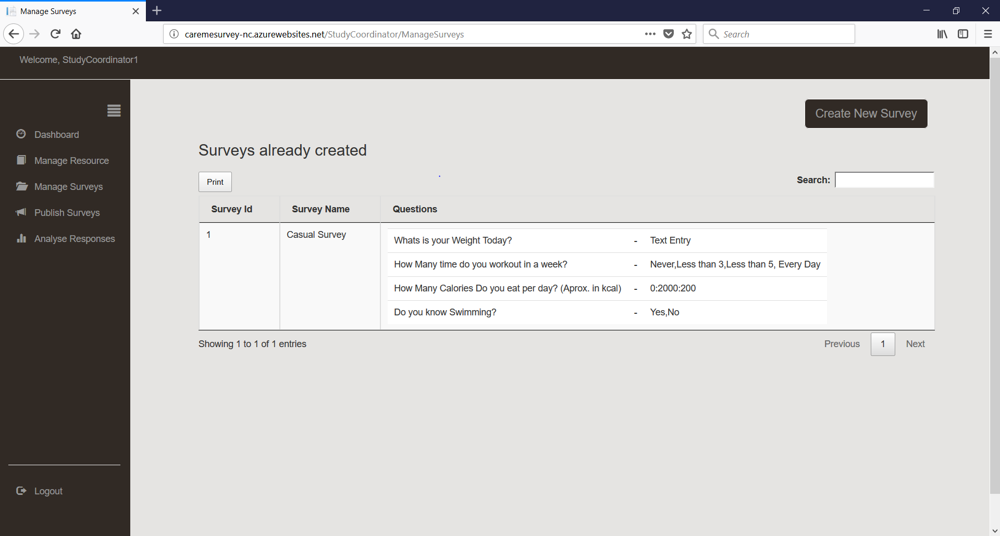 Manage Surveys
caremesurvey-nc.azurewebsites.net/StudyCoordinator/ManageSurveys
Search
Welcome, StudyCoordinator1
Dashboard
Manage Resource
Manage Surveys
Publish Surveys
Analyse Responses
Logout
Create New Survey
Surveys already created
Print
Search:
Survey Id Survey Name Questions
1 Casual Survey
Whats is your Weight Today? - Text Entry
How Many time do you workout in a week? - Never,Less than 3,Less than 5, Every Day
How Many Calories Do you eat per day? (Aprox. in kcal) - 0:2000:200
Do you know Swimming? - Yes,No
Showing 1 to 1 of 1 entries
Previous 1 Next